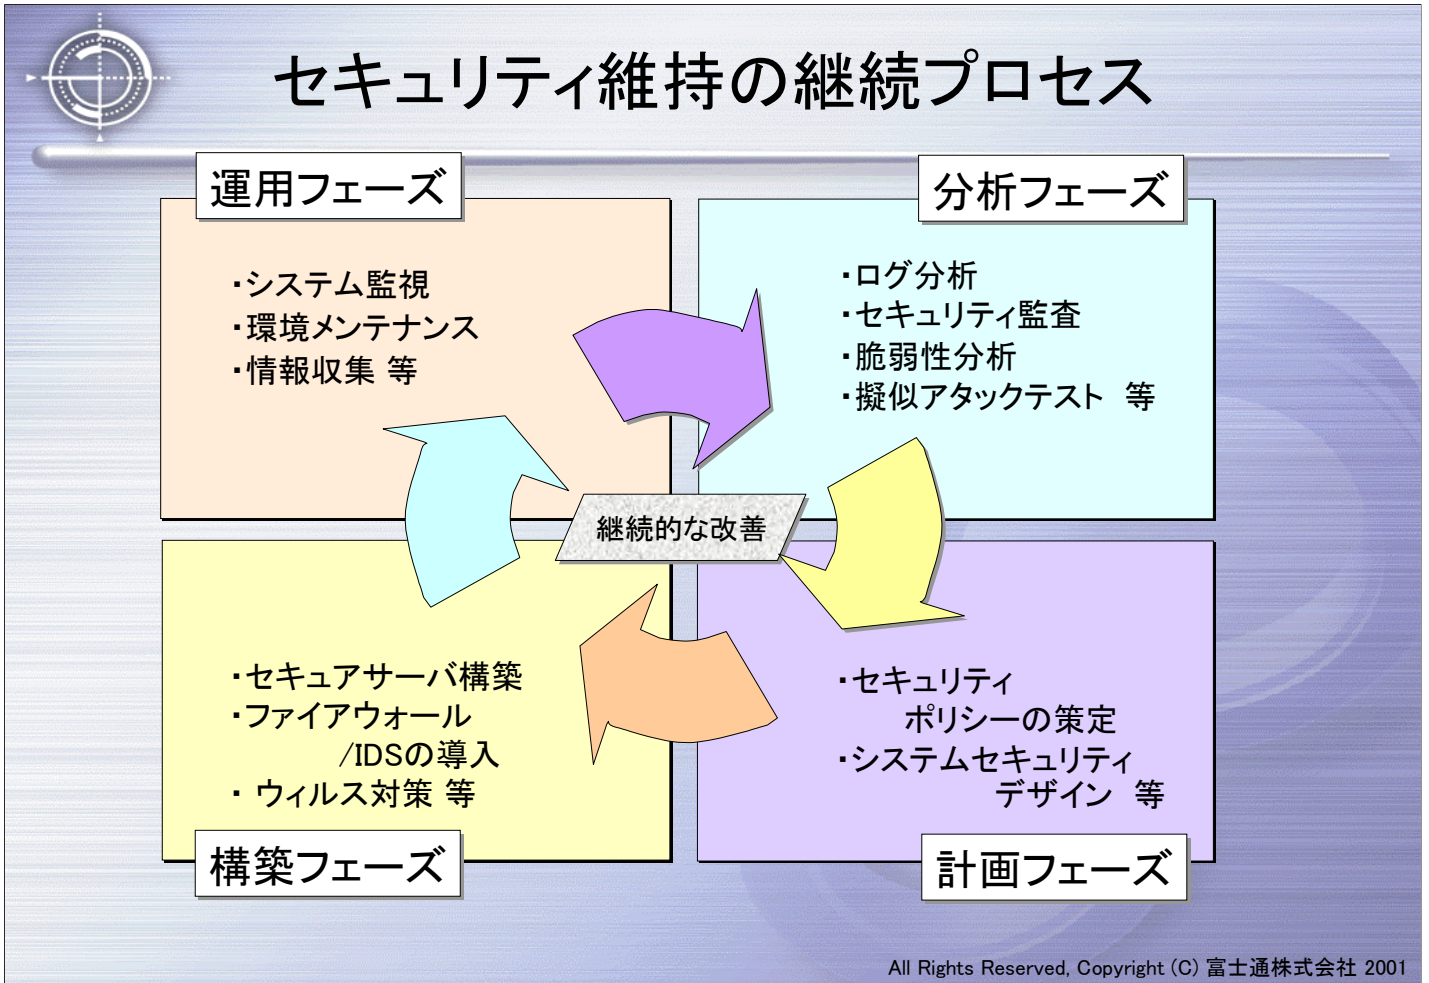 セキュリティ維持の継続プロセス
運用フェーズ
・システム監視
・環境メンテナンス
・情報収集 等
分析フェーズ
・ログ分析
・セキュリティ監査
・脆弱性分析
・擬似アタックテスト 等
継続的な改善
・セキュアサーバ構築
・ファイアウォール
/IDSの導入
・ウィルス対策 等
構築フェーズ
・セキュリティ
ポリシーの策定
・システムセキュリティ
デザイン 等
計画フェーズ
All Rights Reserved, Copyright (C) 富士通株式会社 2001